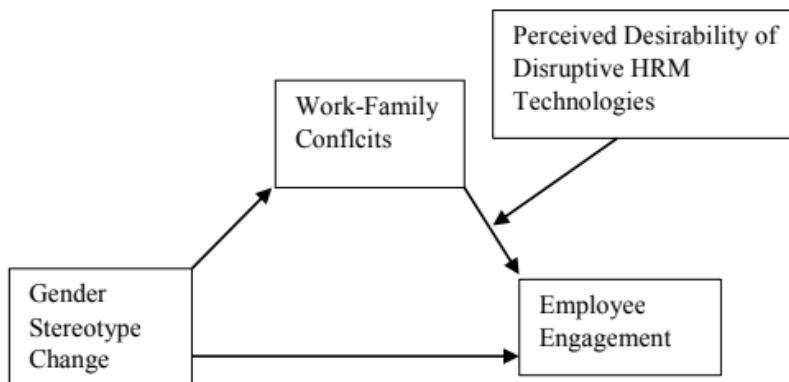 Perceived Desirability of
Disruptive HRM
Technologies
Work-Family
Conflcits
Gender
Stereotype
Change
Employee
Engagement